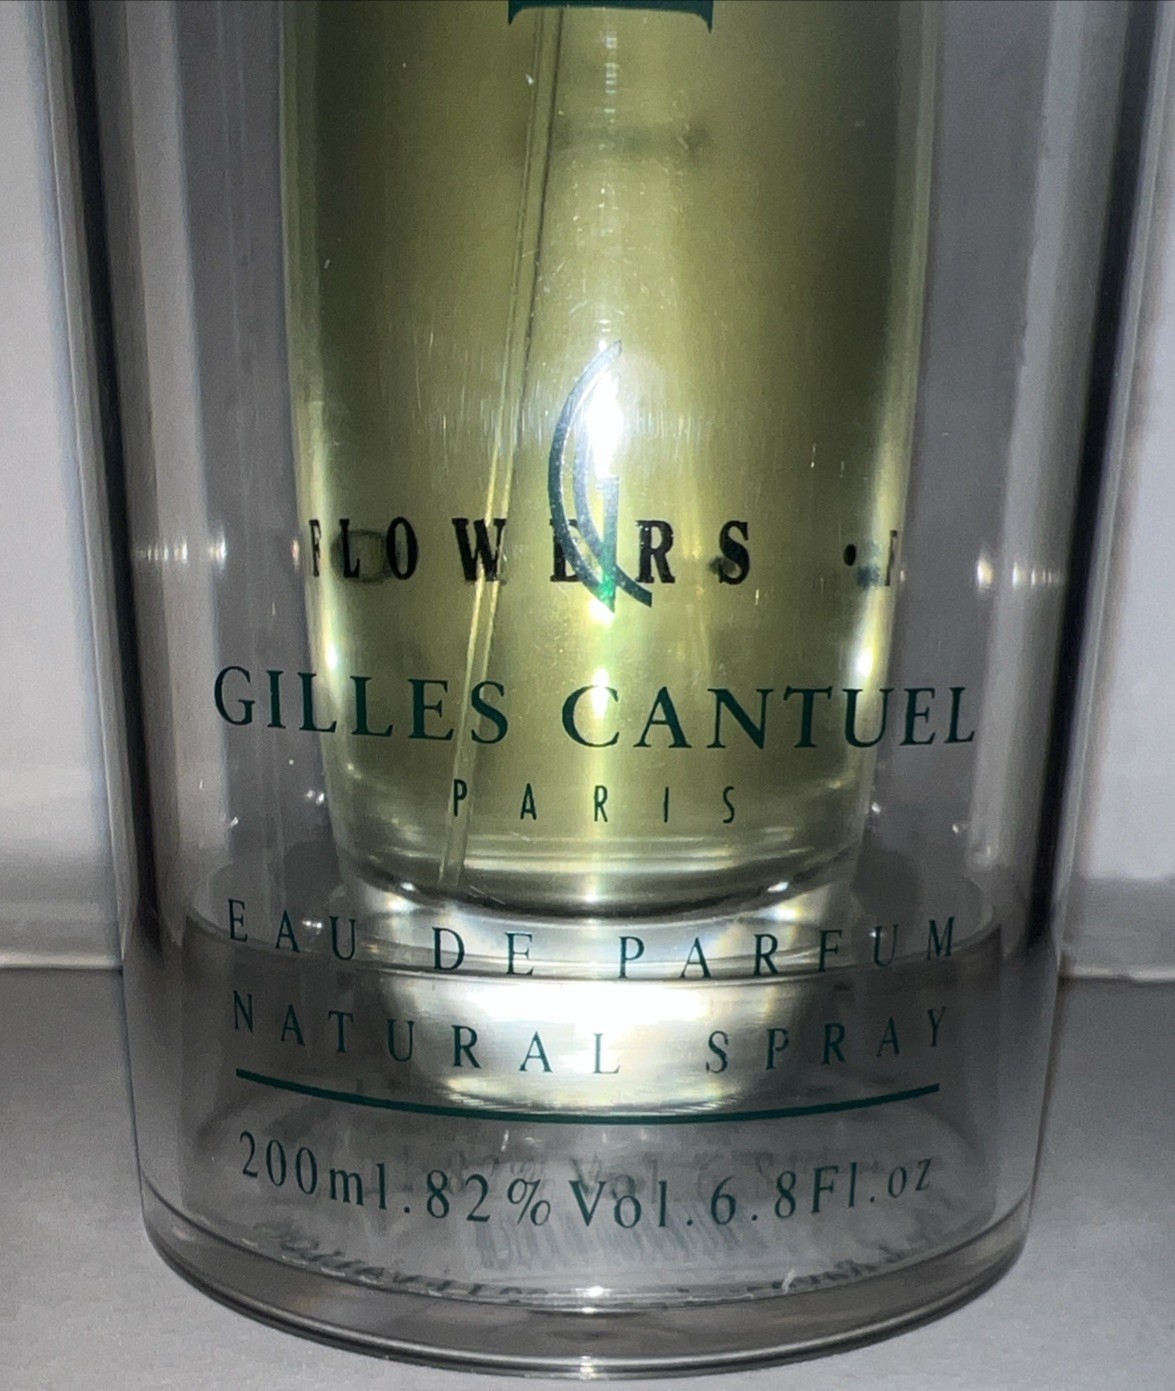 FLOWERS •
GILLES CANTUEL
PARIS
EAU DE PARFUM
NATURAL SPRAY
200ml.82% Vol.6.8Fl.oz